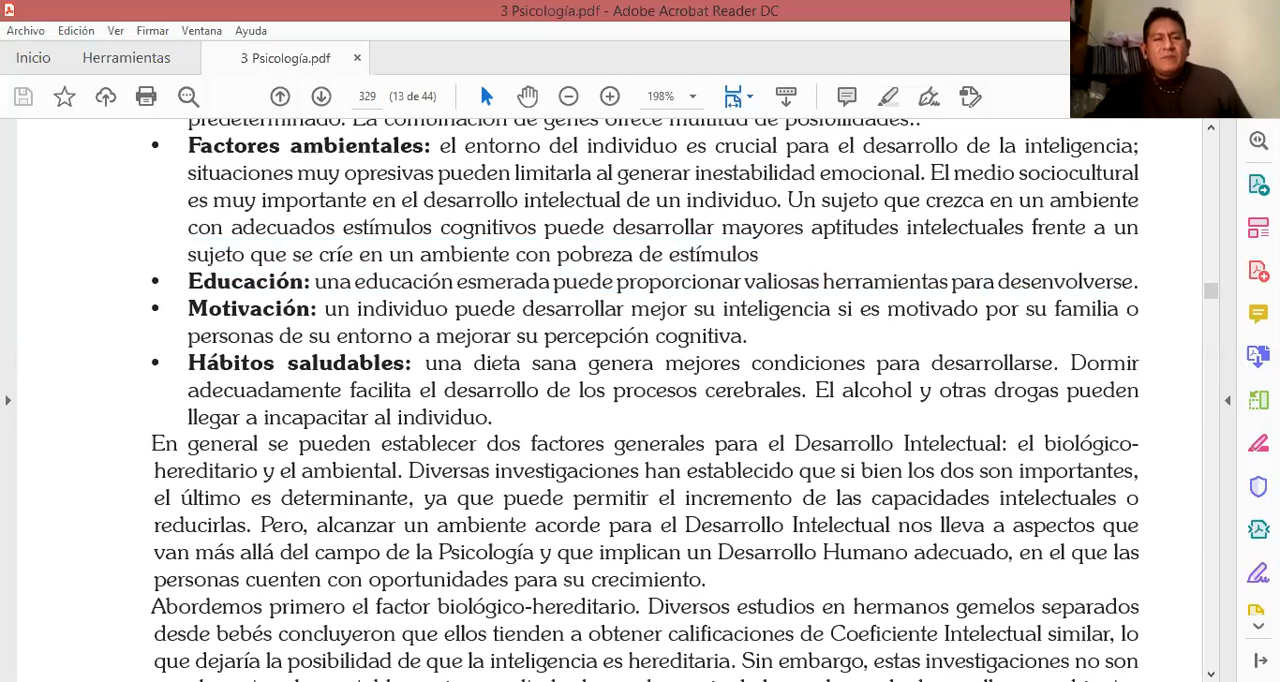 3 Psicología.pdf - Adobe Acrobat Reader DC
Archivo Edición Ver Firmar Ventana Ayuda
Inicio Herramientas 3 Psicología.pdf ×
329 (13 de 44) 198%
predeterminado. La combinación de genes ofrece multitud de posibilidades..
• Factores ambientales: el entorno del individuo es crucial para el desarrollo de la inteligencia;
situaciones muy opresivas pueden limitarla al generar inestabilidad emocional. El medio sociocultural
es muy importante en el desarrollo intelectual de un individuo. Un sujeto que crezca en un ambiente
con adecuados estímulos cognitivos puede desarrollar mayores aptitudes intelectuales frente a un
sujeto que se críe en un ambiente con pobreza de estímulos
• Educación: una educación esmerada puede proporcionar valiosas herramientas para desenvolverse.
• Motivación: un individuo puede desarrollar mejor su inteligencia si es motivado por su familia o
personas de su entorno a mejorar su percepción cognitiva.
• Hábitos saludables: una dieta sana genera mejores condiciones para desarrollarse. Dormir
adecuadamente facilita el desarrollo de los procesos cerebrales. El alcohol y otras drogas pueden
llegar a incapacitar al individuo.
En general se pueden establecer dos factores generales para el Desarrollo Intelectual: el biológico-
hereditario y el ambiental. Diversas investigaciones han establecido que si bien los dos son importantes,
el último es determinante, ya que puede permitir el incremento de las capacidades intelectuales o
reducirlas. Pero, alcanzar un ambiente acorde para el Desarrollo Intelectual nos lleva a aspectos que
van más allá del campo de la Psicología y que implican un Desarrollo Humano adecuado, en el que las
personas cuenten con oportunidades para su crecimiento.
Abordemos primero el factor biológico-hereditario. Diversos estudios en hermanos gemelos separados
desde bebés concluyeron que ellos tienden a obtener calificaciones de Coeficiente Intelectual similar, lo
que dejaría la posibilidad de que la inteligencia es hereditaria. Sin embargo, estas investigaciones no son